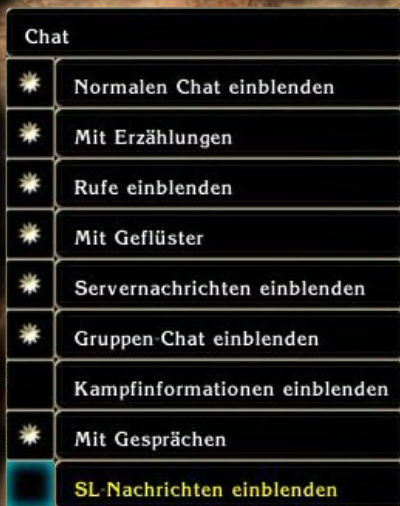 Chat
Normalen Chat einblenden
Mit Erzählungen
Rufe einblenden
Mit Geflüster
Servernachrichten einblenden
Gruppen-Chat einblenden
Kampfinformationen einblenden
Mit Gesprächen
SL-Nachrichten einblenden